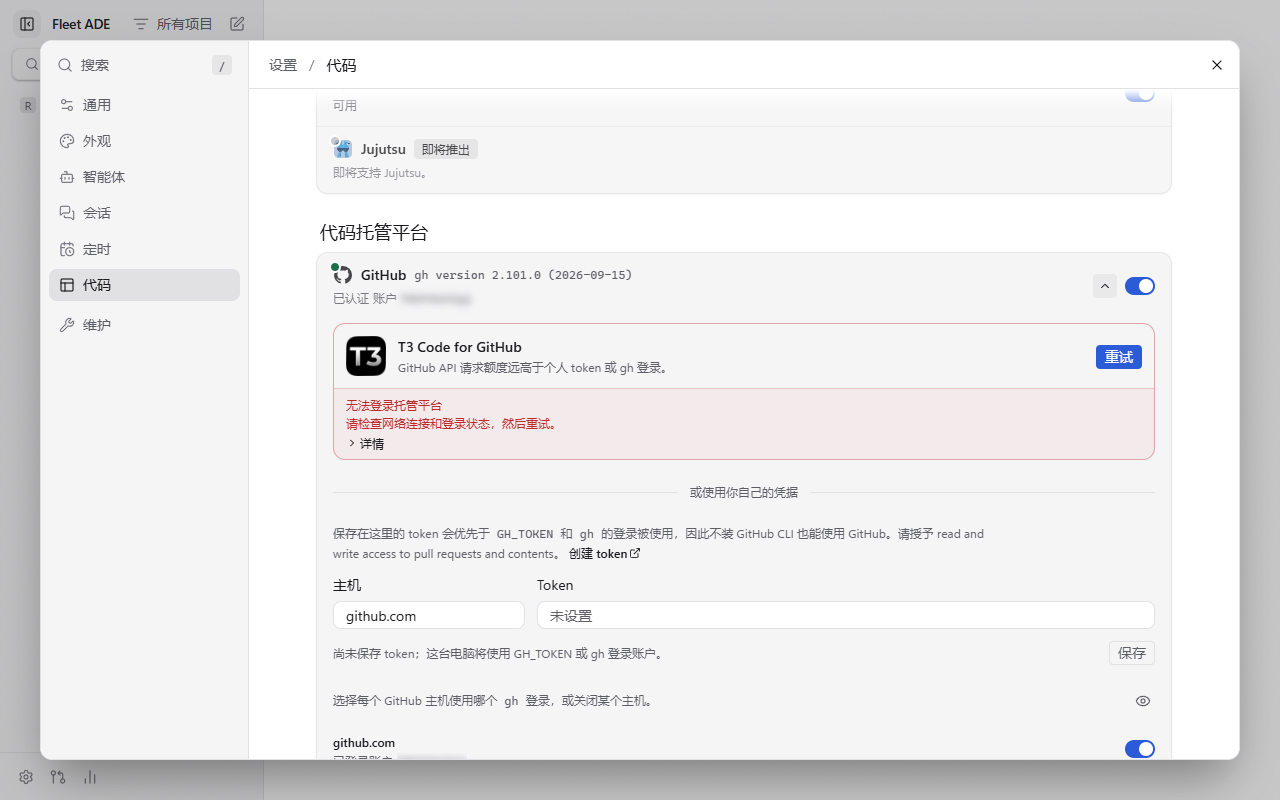 Fleet ADE
所有项目
搜索
/
设置 / 代码
R
通用
外观
智能体
会话
定时
代码
维护
可用
Jujutsu 即将推出
即将支持 Jujutsu。
代码托管平台
GitHub gh version 2.101.0 (2026-09-15)
已认证 账户
T3
T3 Code for GitHub
GitHub API 请求额度远高于个人 token 或 gh 登录。
重试
无法登录托管平台
请检查网络连接和登录状态，然后重试。
详情
或使用你自己的凭据
保存在这里的 token 会优先于 GH_TOKEN 和 gh 的登录被使用，因此不装 GitHub CLI 也能使用 GitHub。请授予 read and
write access to pull requests and contents。 创建 token
主机
Token
github.com
未设置
尚未保存 token；这台电脑将使用 GH_TOKEN 或 gh 登录账户。
保存
选择每个 GitHub 主机使用哪个 gh 登录，或关闭某个主机。
github.com
已登录账户